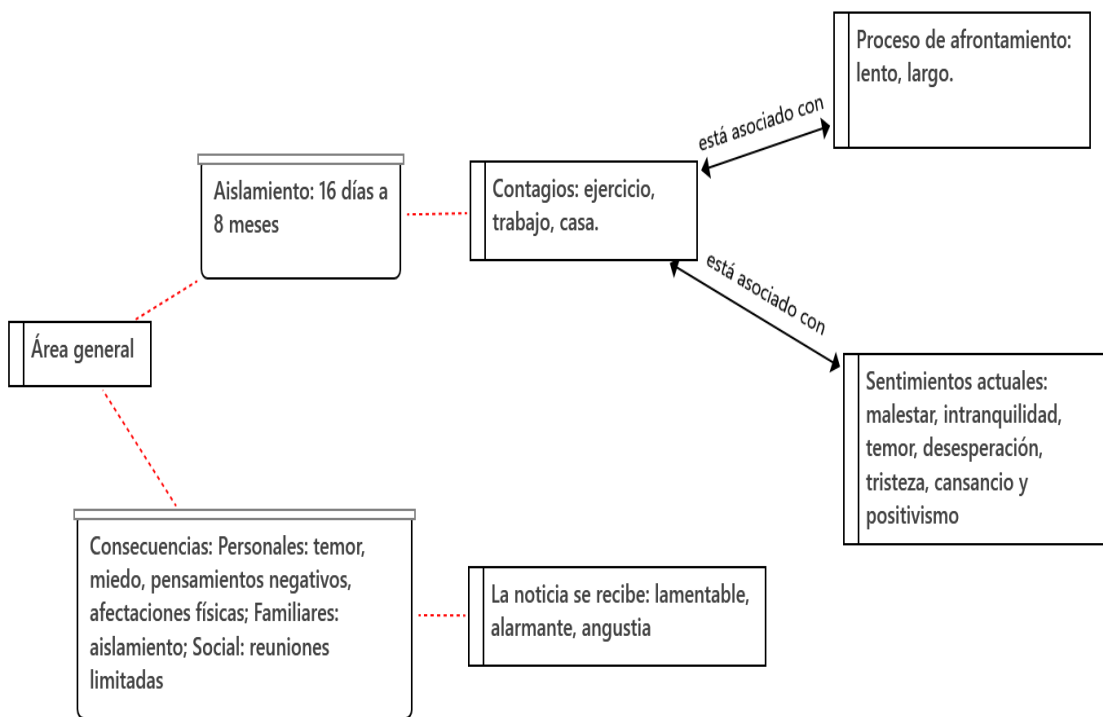 Proceso de afrontamiento:
lento, largo.
está asociado con
Aislamiento: 16 días a
8 meses
Contagios: ejercicio,
trabajo, casa.
está asociado con
Área general
Sentimientos actuales:
malestar, intranquilidad,
temor, desesperación,
tristeza, cansancio y
positivismo
Consecuencias: Personales: temor,
miedo, pensamientos negativos,
afectaciones físicas; Familiares:
aislamiento; Social: reuniones
limitadas
La noticia se recibe: lamentable,
alarmante, angustia